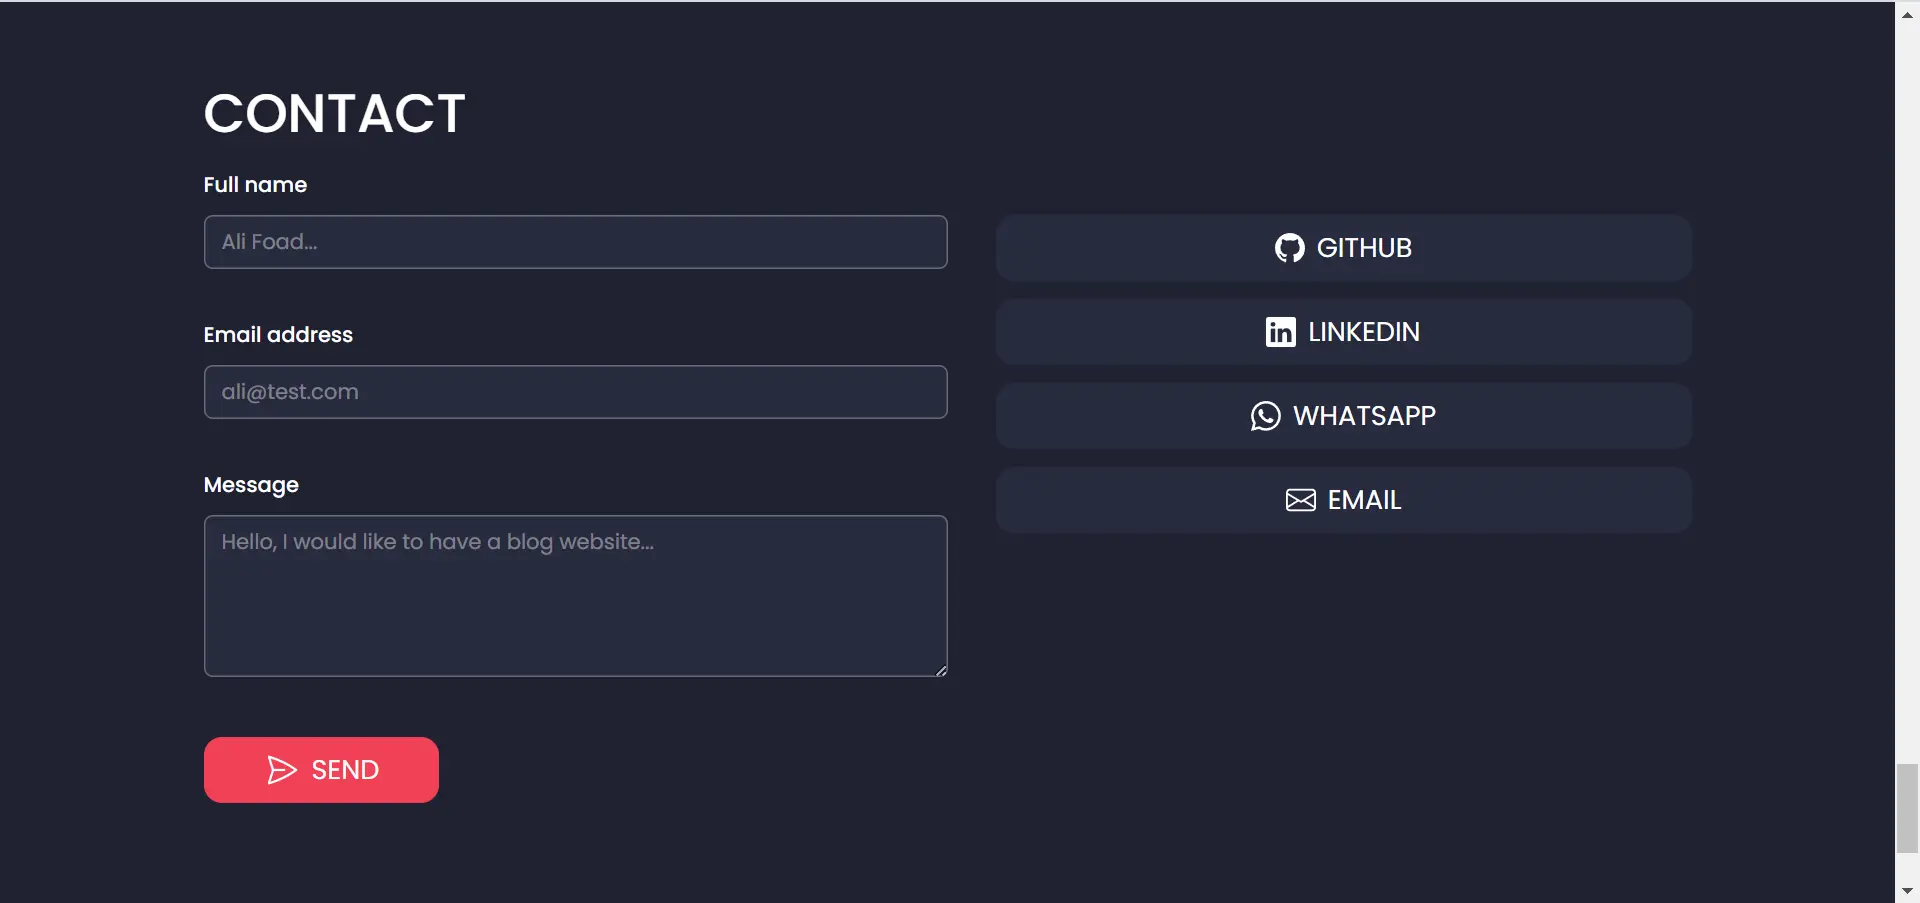 CONTACT
Full name
Ali Foad...
Email address
ali@test.com
Message
Hello, I would like to have a blog website...
SEND
GITHUB
LINKEDIN
WHATSAPP
EMAIL